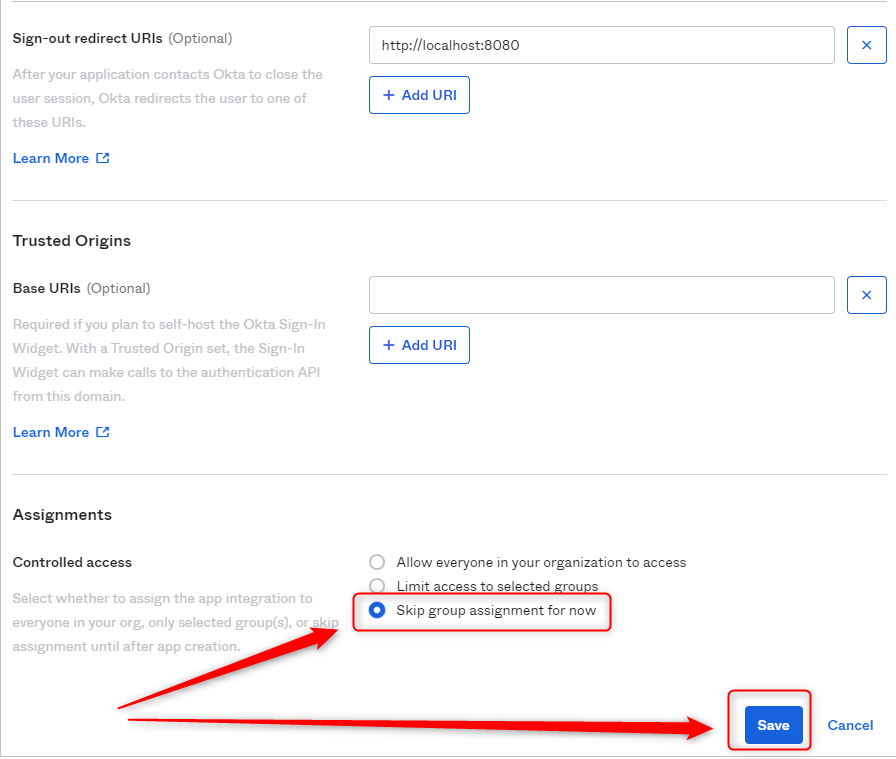 Sign-out redirect URIs (Optional)
http://localhost:8080
After your application contacts Okta to close the
user session, Okta redirects the user to one of
these URIs.
+ Add URI
Learn More
Trusted Origins
Base URIs (Optional)
Required if you plan to self-host the Okta Sign-In
Widget. With a Trusted Origin set, the Sign-In
Widget can make calls to the authentication API
from this domain.
+ Add URI
Learn More
Assignments
Controlled access
Select whether to assign the app integration to
everyone in your org, only selected group(s), or skip
assignment until after app creation.
Allow everyone in your organization to access
Limit access to selected groups
Skip group assignment for now
Save Cancel